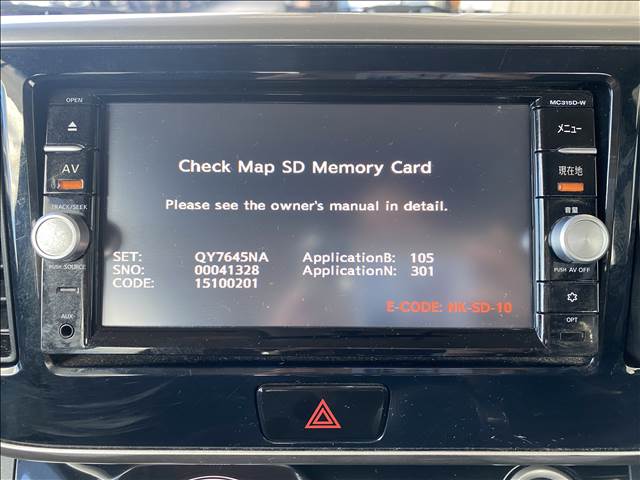 OPEN
MC315D-W
AV
TRACK/SEEK
PUSH SOURCE
AUX
Check Map SD Memory Card
Please see the owner's manual in detail.
SET: QY7645NA ApplicationB: 105
SNO: 00041328 ApplicationN: 301
CODE: 15100201
E-CODE: NK-SD-10
メニュー
現在地
音量
PUSH AV OFF
OPT